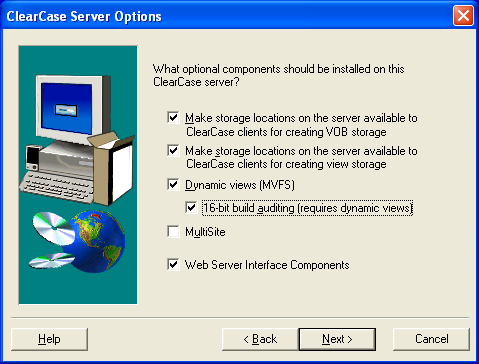 ClearCase Server Options
What optional components should be installed on this
ClearCase server?
Make storage locations on the server available to
ClearCase clients for creating VOB storage
Make storage locations on the server available to
ClearCase clients for creating view storage
Dynamic views (MVFS)
16-bit build auditing (requires dynamic views)
MultiSite
Web Server Interface Components
Help
< Back
Next >
Cancel